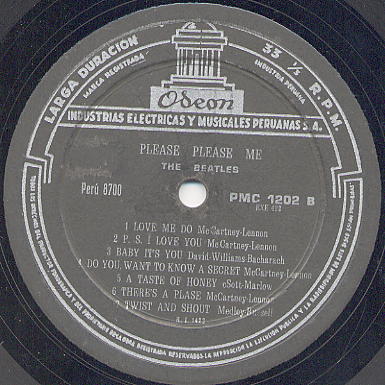 LARGA DURACION
MARCA REGISTRADA
33 1/3 R.P.M.
INDUSTRIA PERUANA
Odeon
INDUSTRIAS ELECTRICAS Y MUSICALES PERUANAS S.A.
PLEASE PLEASE ME
THE BEATLES
Perú 8700
PMC 1202 B
1 LOVE ME DO McCartney-Lennon
2 P. S. I LOVE YOU McCartney-Lennon
3 BABY IT'S YOU David-Williams-Bacharach
4 DO YOU WANT TO KNOW A SECRET McCartney-Lennon
5 A TASTE OF HONEY cSott-Marlow
6 THERE'S A PLASE McCartney-Lennon
7 TWIST AND SHOUT Medley-Russell